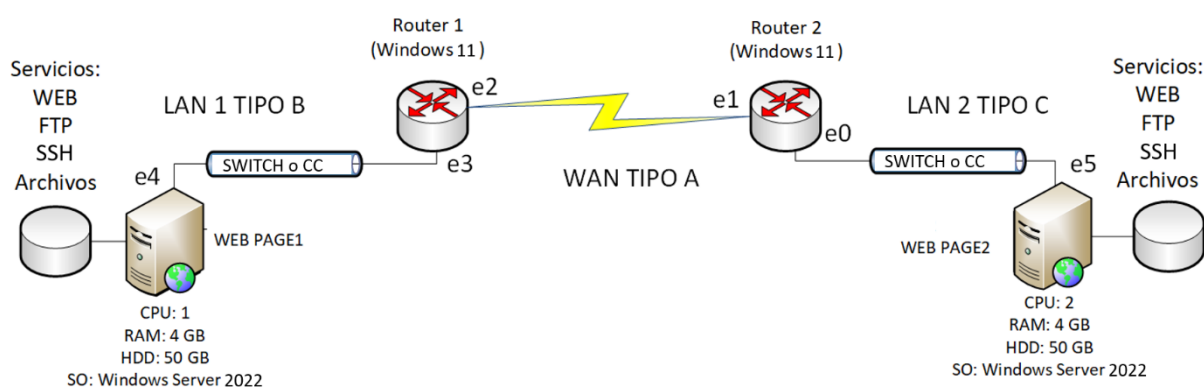 Router 1
(Windows 11)
Router 2
(Windows 11)
Servicios:
WEB
FTP
SSH
Archivos
LAN 1 TIPO B
e2
e1
LAN 2 TIPO C
Servicios:
WEB
FTP
SSH
Archivos
e4
SWITCH o CC
e3
WAN TIPO A
e0
SWITCH o CC
e5
WEB PAGE1
WEB PAGE2
CPU: 1
RAM: 4 GB
HDD: 50 GB
SO: Windows Server 2022
CPU: 2
RAM: 4 GB
HDD: 50 GB
SO: Windows Server 2022